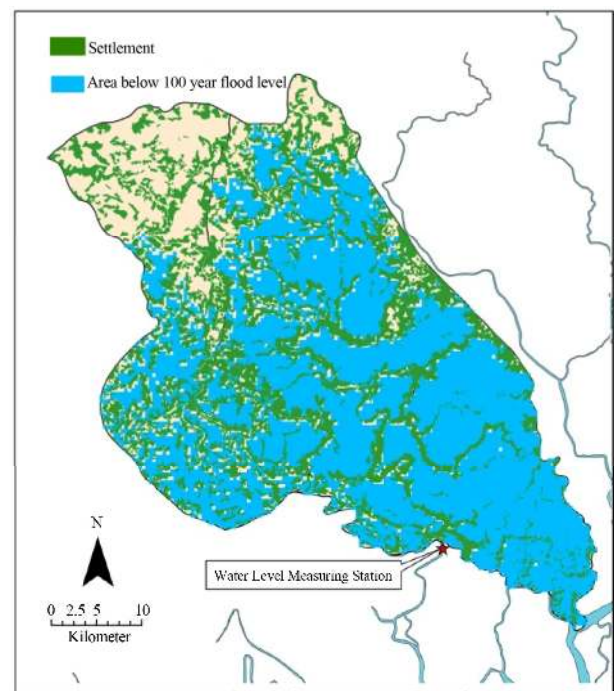 Settlement
Area below 100 year flood level
Water Level Measuring Station
N
0 2.5 5 10
Kilometer